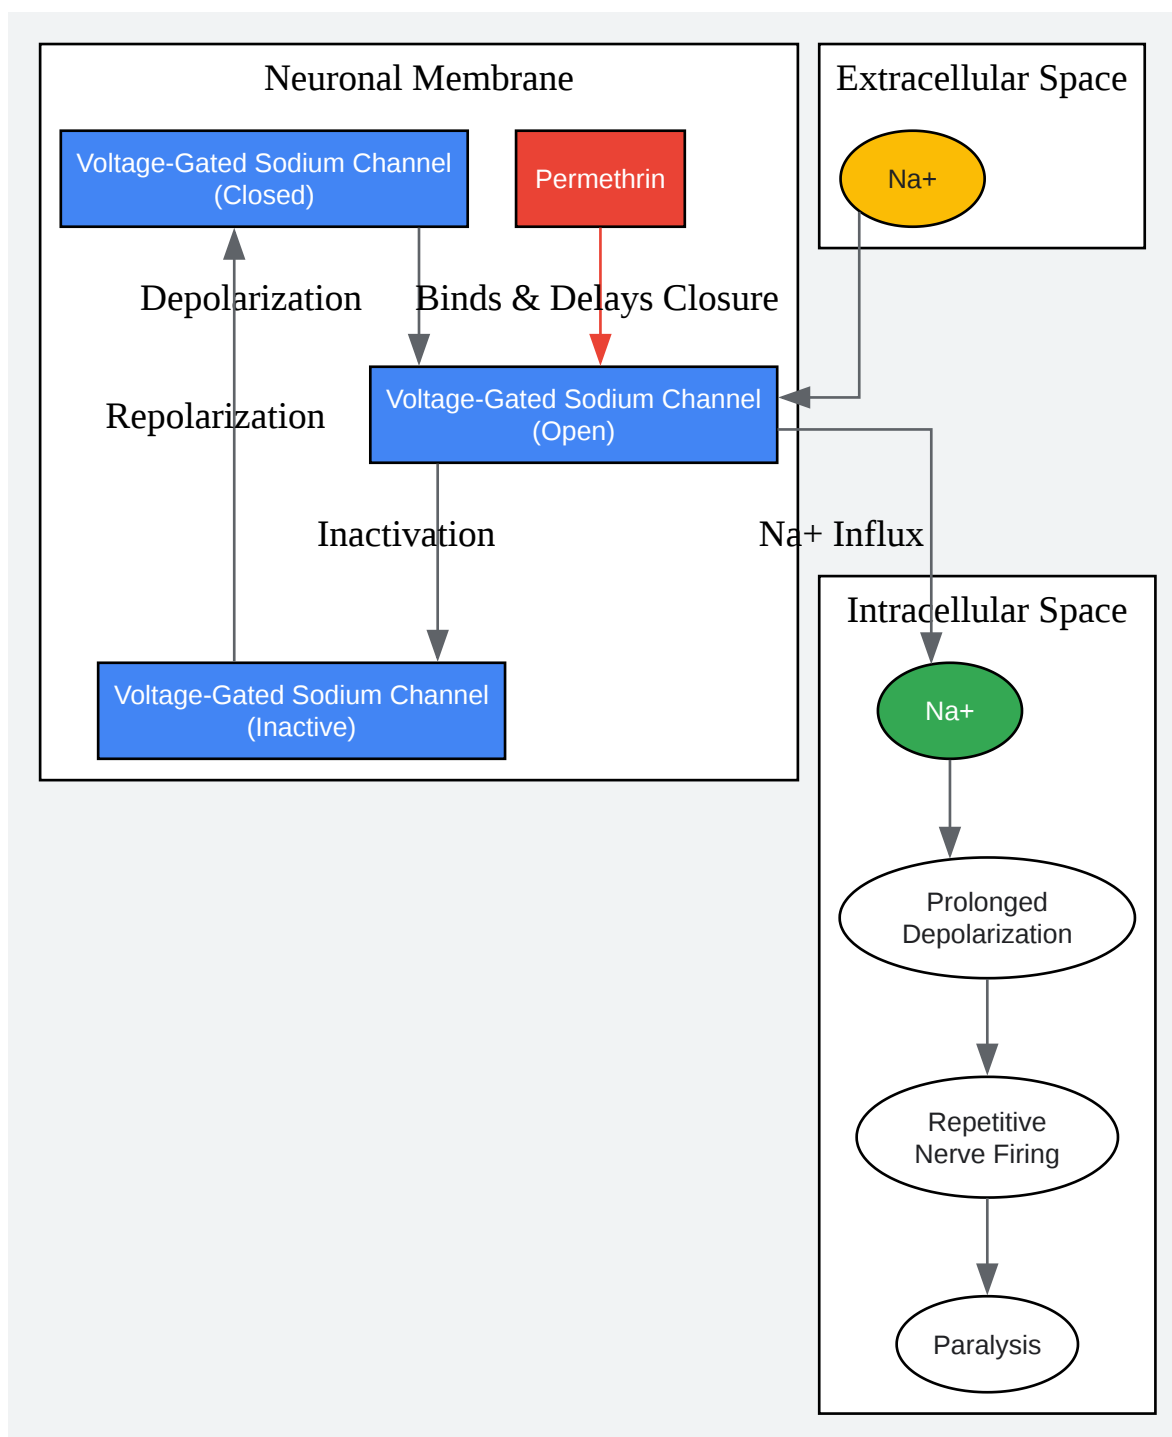 Neuronal Membrane
Extracellular Space
Voltage-Gated Sodium Channel
(Closed)
Permethrin
Na+
Depolarization
Binds & Delays Closure
Voltage-Gated Sodium Channel
(Open)
Repolarization
Inactivation
Na+ Influx
Intracellular Space
Voltage-Gated Sodium Channel
(Inactive)
Na+
Prolonged
Depolarization
Repetitive
Nerve Firing
Paralysis